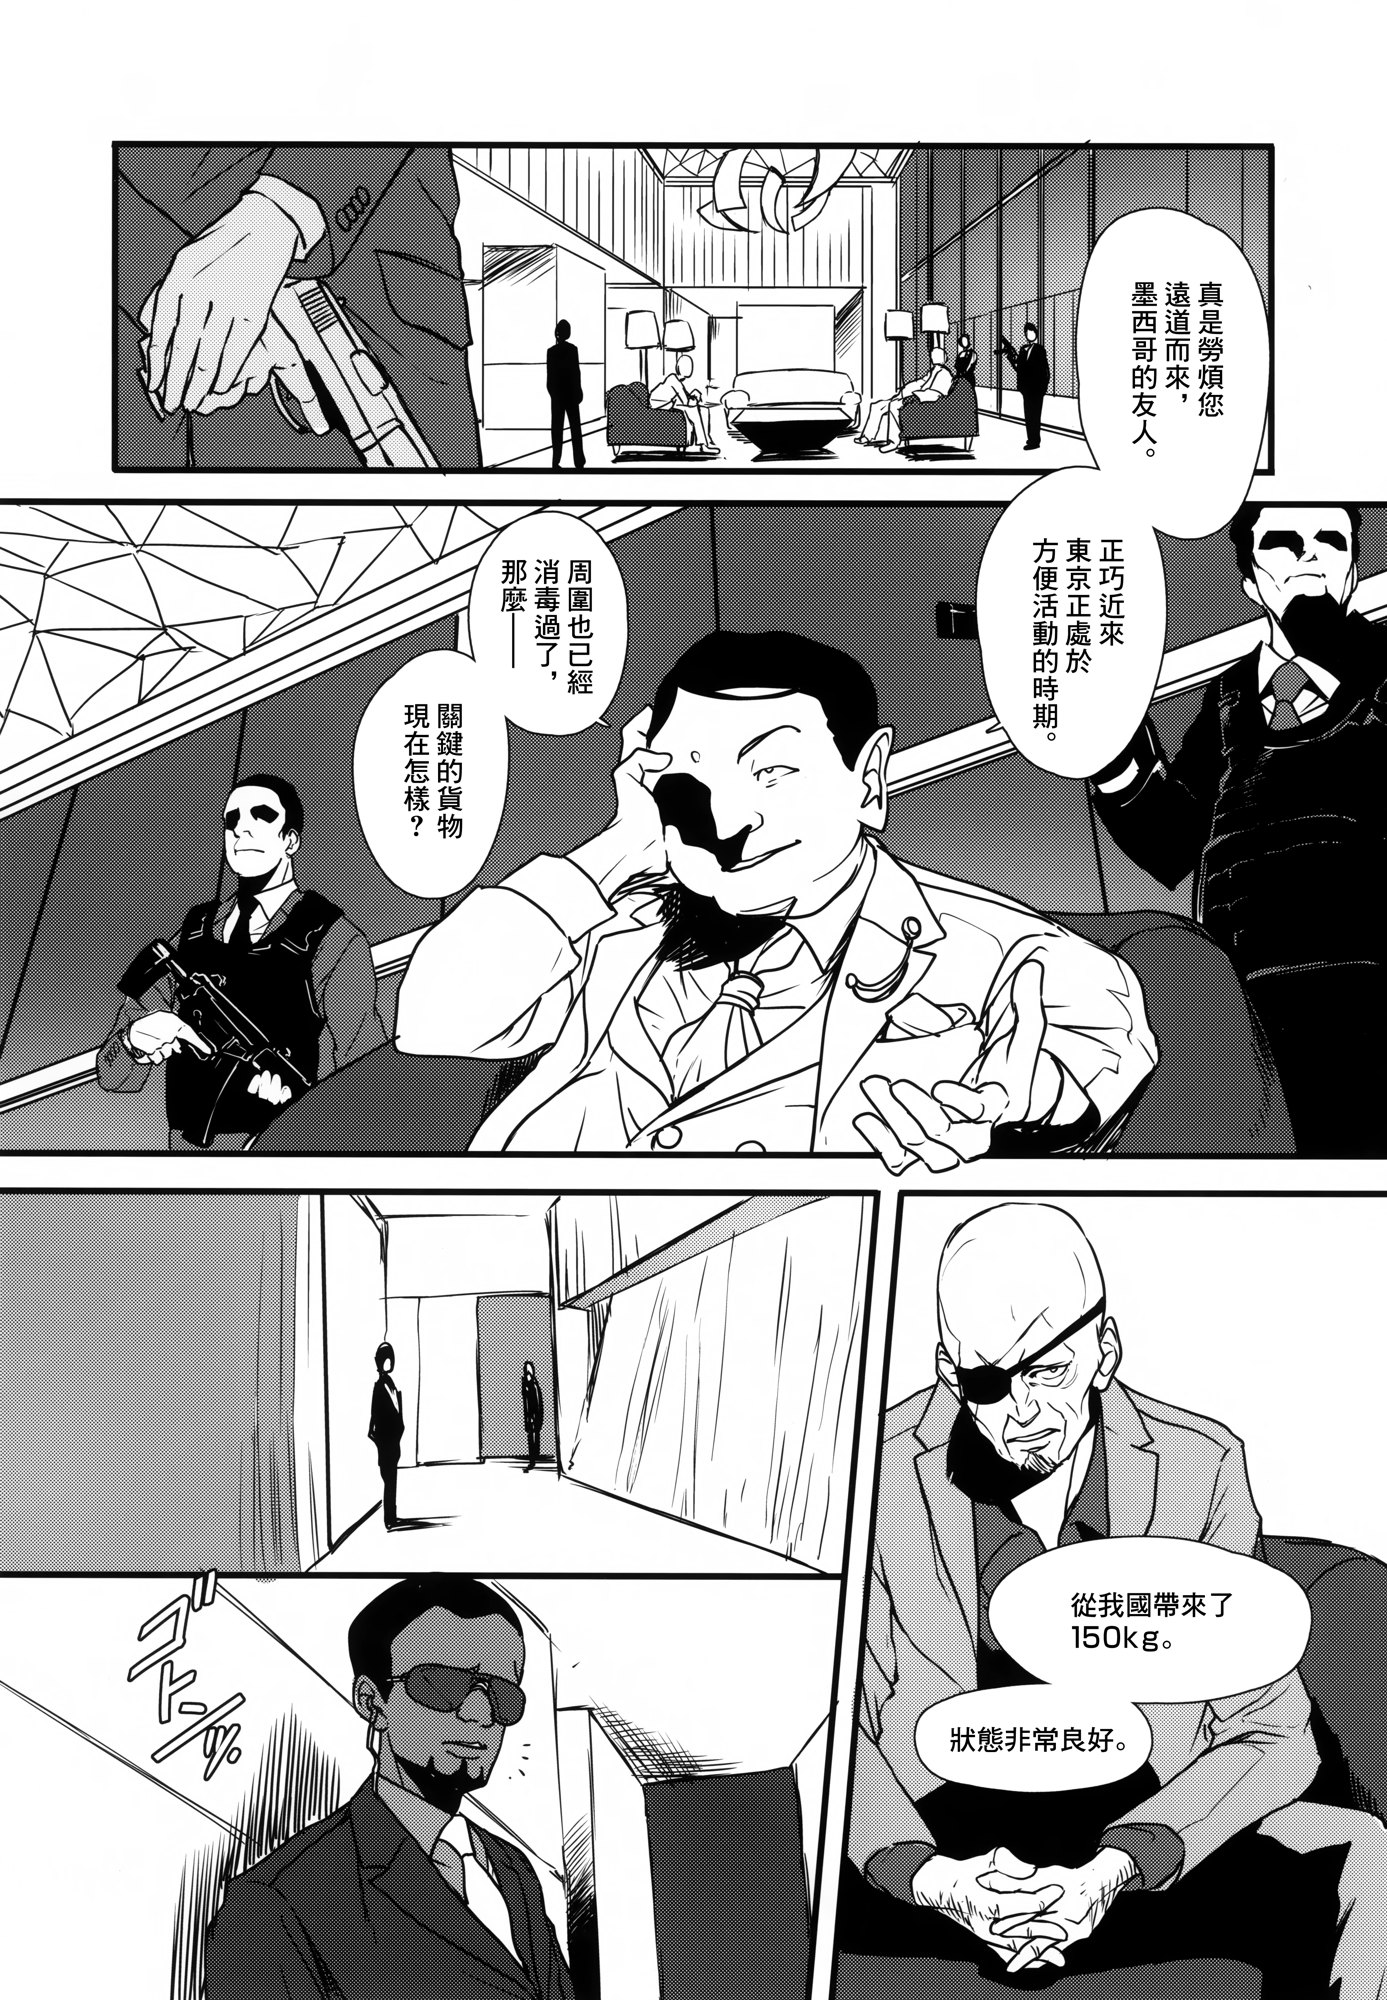 真是勞煩您
遠道而來，
墨西哥的友人。
正巧近來
東京正處於
方便活動的時期。
周圍也已經
消毒過了，
那麼——
關鍵的貨物
現在怎樣？
從我國帶來了
150kg。
狀態非常良好。
ゴトンッ